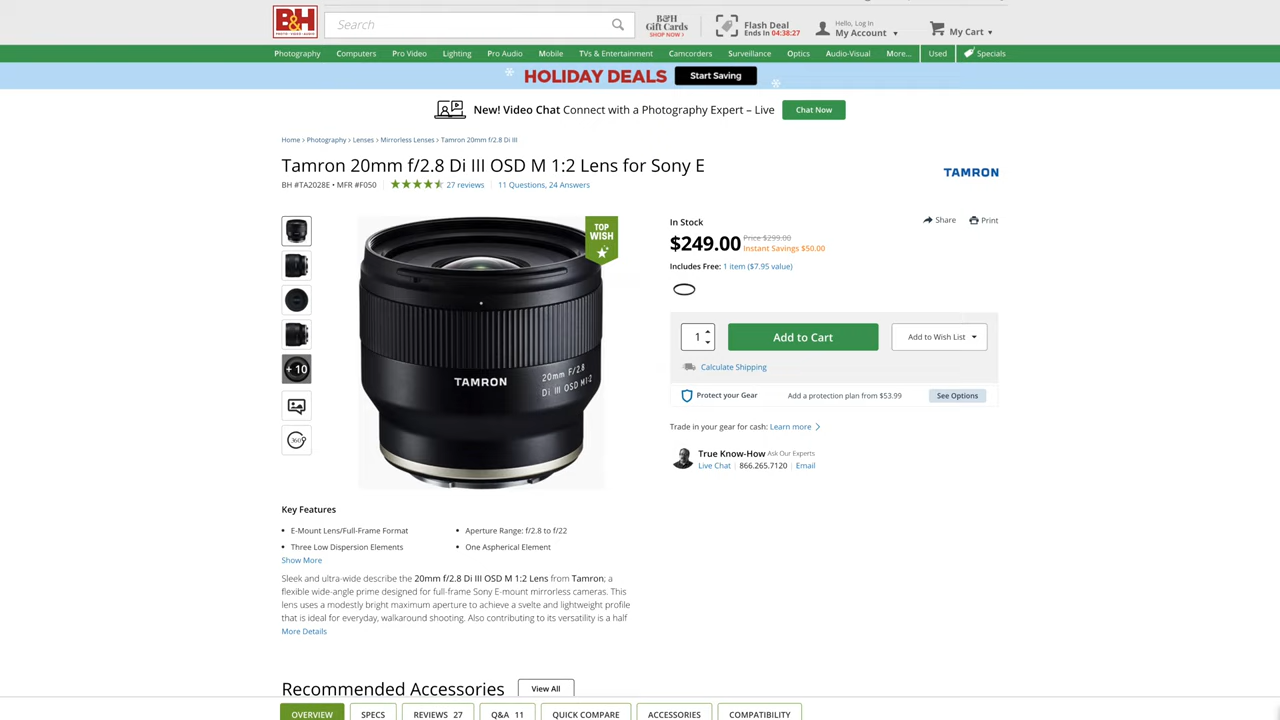 B&H
PHOTO • VIDEO • AUDIO
Search
B&H
Gift Cards
SHOP NOW ›
Flash Deal
Ends In 04:38:27
Hello, Log In
My Account
My Cart
Photography Computers Pro Video Lighting Pro Audio Mobile TVs & Entertainment Camcorders Surveillance Optics Audio-Visual More... Used Specials
HOLIDAY DEALS Start Saving
New! Video Chat Connect with a Photography Expert – Live Chat Now
Home › Photography › Lenses › Mirrorless Lenses › Tamron 20mm f/2.8 Di III
Tamron 20mm f/2.8 Di III OSD M 1:2 Lens for Sony E
TAMRON
BH #TA2028E • MFR #F050 27 reviews 11 Questions, 24 Answers
TOP
WISH
TAMRON
20mm F/2.8
Di III OSD M1:2
+ 10
360°
In Stock
Share Print
$249.00 Price $299.00
Instant Savings $50.00
Includes Free: 1 item ($7.95 value)
1 Add to Cart Add to Wish List
Calculate Shipping
Protect your Gear Add a protection plan from $53.99 See Options
Trade in your gear for cash: Learn more
True Know-How Ask Our Experts
Live Chat 866.265.7120 Email
Key Features
• E-Mount Lens/Full-Frame Format • Aperture Range: f/2.8 to f/22
• Three Low Dispersion Elements • One Aspherical Element
Show More
Sleek and ultra-wide describe the 20mm f/2.8 Di III OSD M 1:2 Lens from Tamron; a
flexible wide-angle prime designed for full-frame Sony E-mount mirrorless cameras. This
lens uses a modestly bright maximum aperture to achieve a svelte and lightweight profile
that is ideal for everyday, walkaround shooting. Also contributing to its versatility is a half
More Details
Recommended Accessories View All
OVERVIEW SPECS REVIEWS 27 Q&A 11 QUICK COMPARE ACCESSORIES COMPATIBILITY